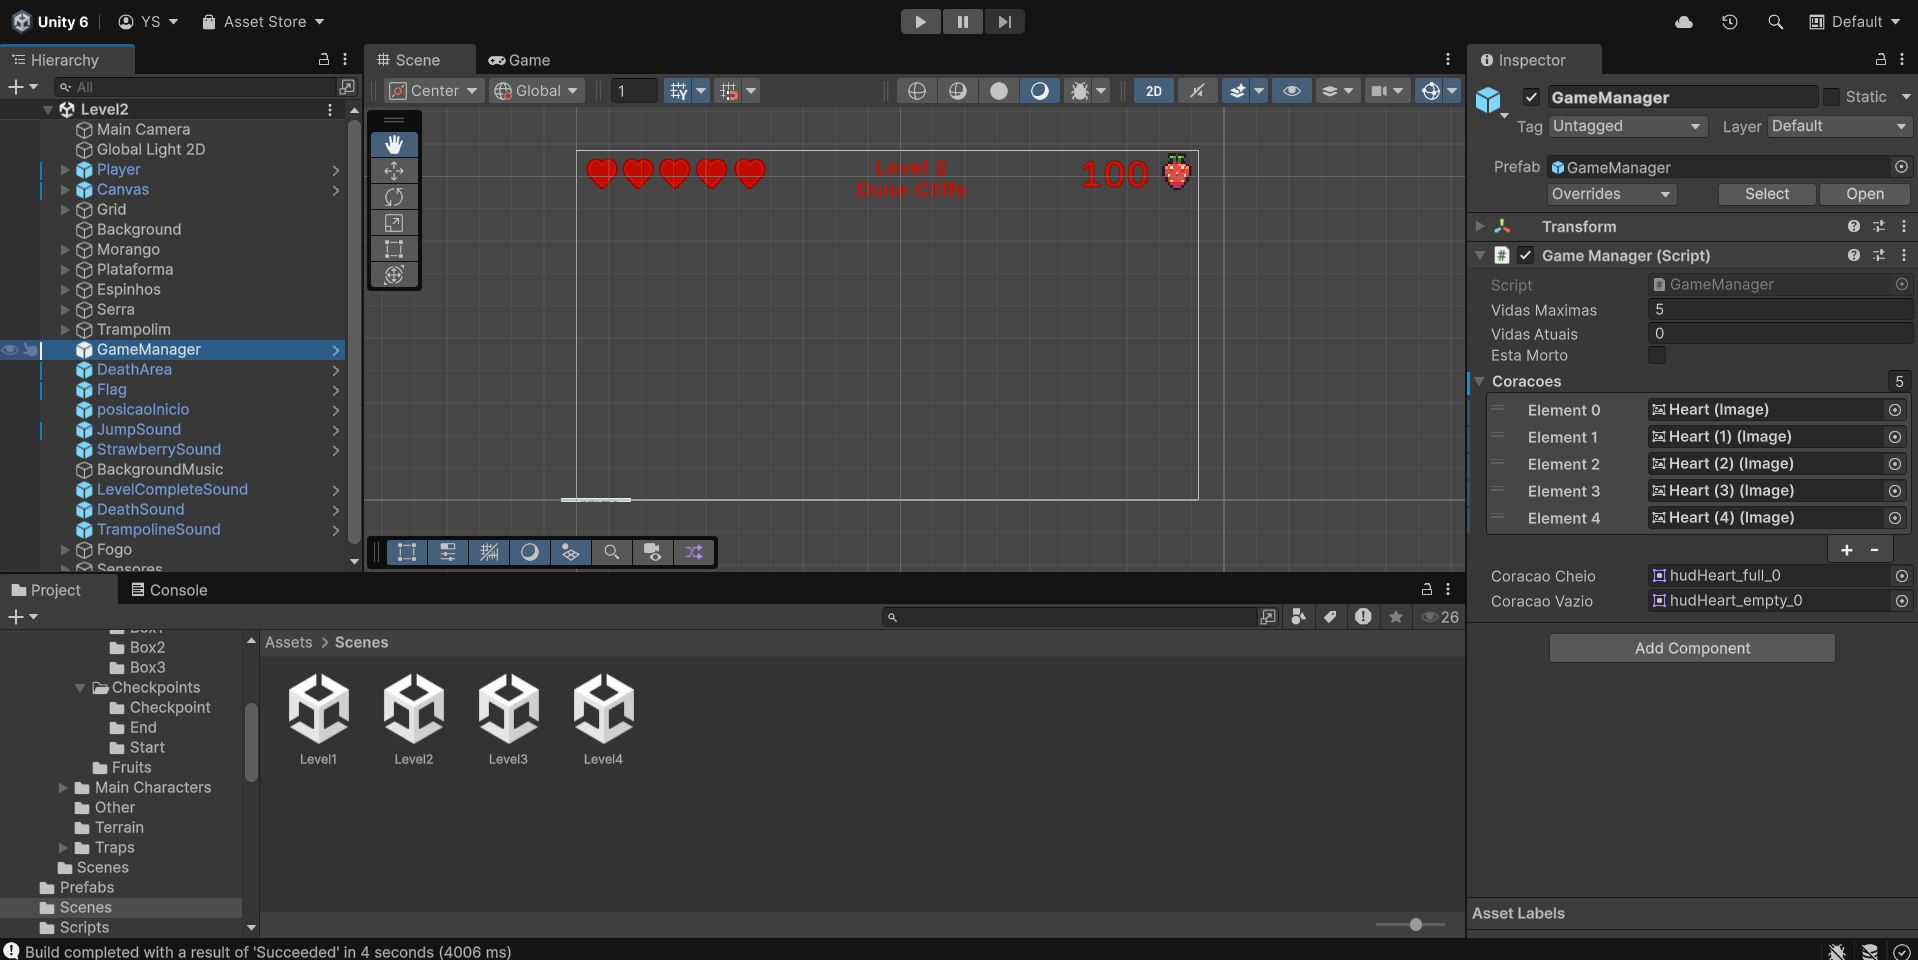 Unity 6
YS
Asset Store
Default
Hierarchy
All
Level2
Main Camera
Global Light 2D
Player
Canvas
Grid
Background
Morango
Plataforma
Espinhos
Serra
Trampolim
GameManager
DeathArea
Flag
posicaoInicio
JumpSound
StrawberrySound
BackgroundMusic
LevelCompleteSound
DeathSound
TrampolineSound
Fogo
Sensores
Scene
Game
Center
Global
1
2D
Level 2
Dune Cliffs
100
Inspector
GameManager
Static
Tag
Untagged
Layer
Default
Prefab
GameManager
Overrides
Select
Open
Transform
Game Manager (Script)
Script
GameManager
Vidas Maximas
5
Vidas Atuais
0
Esta Morto
Coracoes
5
Element 0
Heart (Image)
Element 1
Heart (1) (Image)
Element 2
Heart (2) (Image)
Element 3
Heart (3) (Image)
Element 4
Heart (4) (Image)
Coracao Cheio
hudHeart_full_0
Coracao Vazio
hudHeart_empty_0
Add Component
Asset Labels
Project
Console
26
Box1
Box2
Box3
Checkpoints
Checkpoint
End
Start
Fruits
Main Characters
Other
Terrain
Traps
Scenes
Prefabs
Scenes
Scripts
Assets > Scenes
Level1
Level2
Level3
Level4
Build completed with a result of 'Succeeded' in 4 seconds (4006 ms)